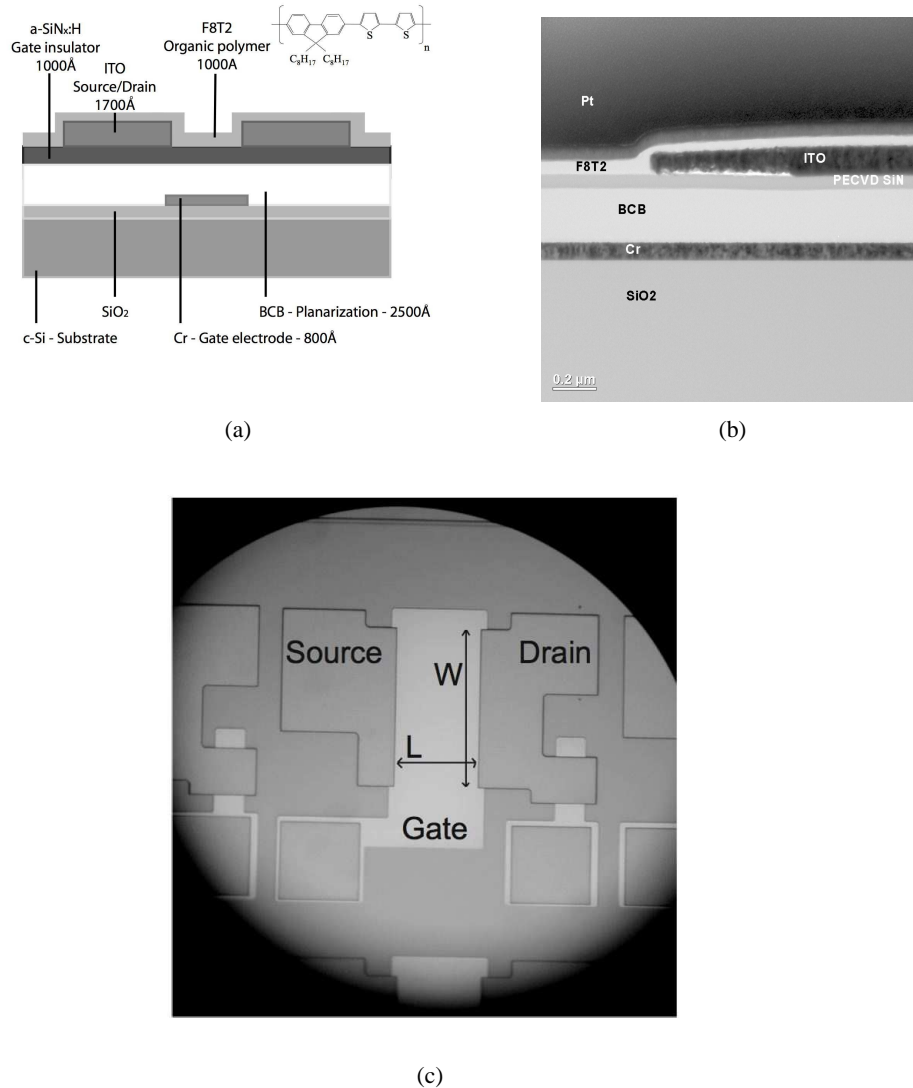 a-SiNₓ:H
Gate insulator
1000Å
ITO
Source/Drain
1700Å
F8T2
Organic polymer
1000A
S
S
n
C₈H₁₇
C₈H₁₇
SiO₂
BCB - Planarization - 2500Å
c-Si - Substrate
Cr - Gate electrode - 800Å
(a)
Pt
F8T2
ITO
PECVD SiN
BCB
Cr
SiO2
0.2 µm
(b)
Source
Drain
W
L
Gate
(c)